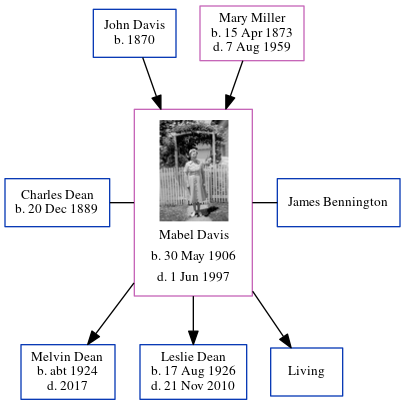 John Davis
b. 1870
Mary Miller
b. 15 Apr 1873
d. 7 Aug 1959
Charles Dean
b. 20 Dec 1889
Mabel Davis
b. 30 May 1906
d. 1 Jun 1997
James Bennington
Melvin Dean
b. abt 1924
d. 2017
Leslie Dean
b. 17 Aug 1926
d. 21 Nov 2010
Living